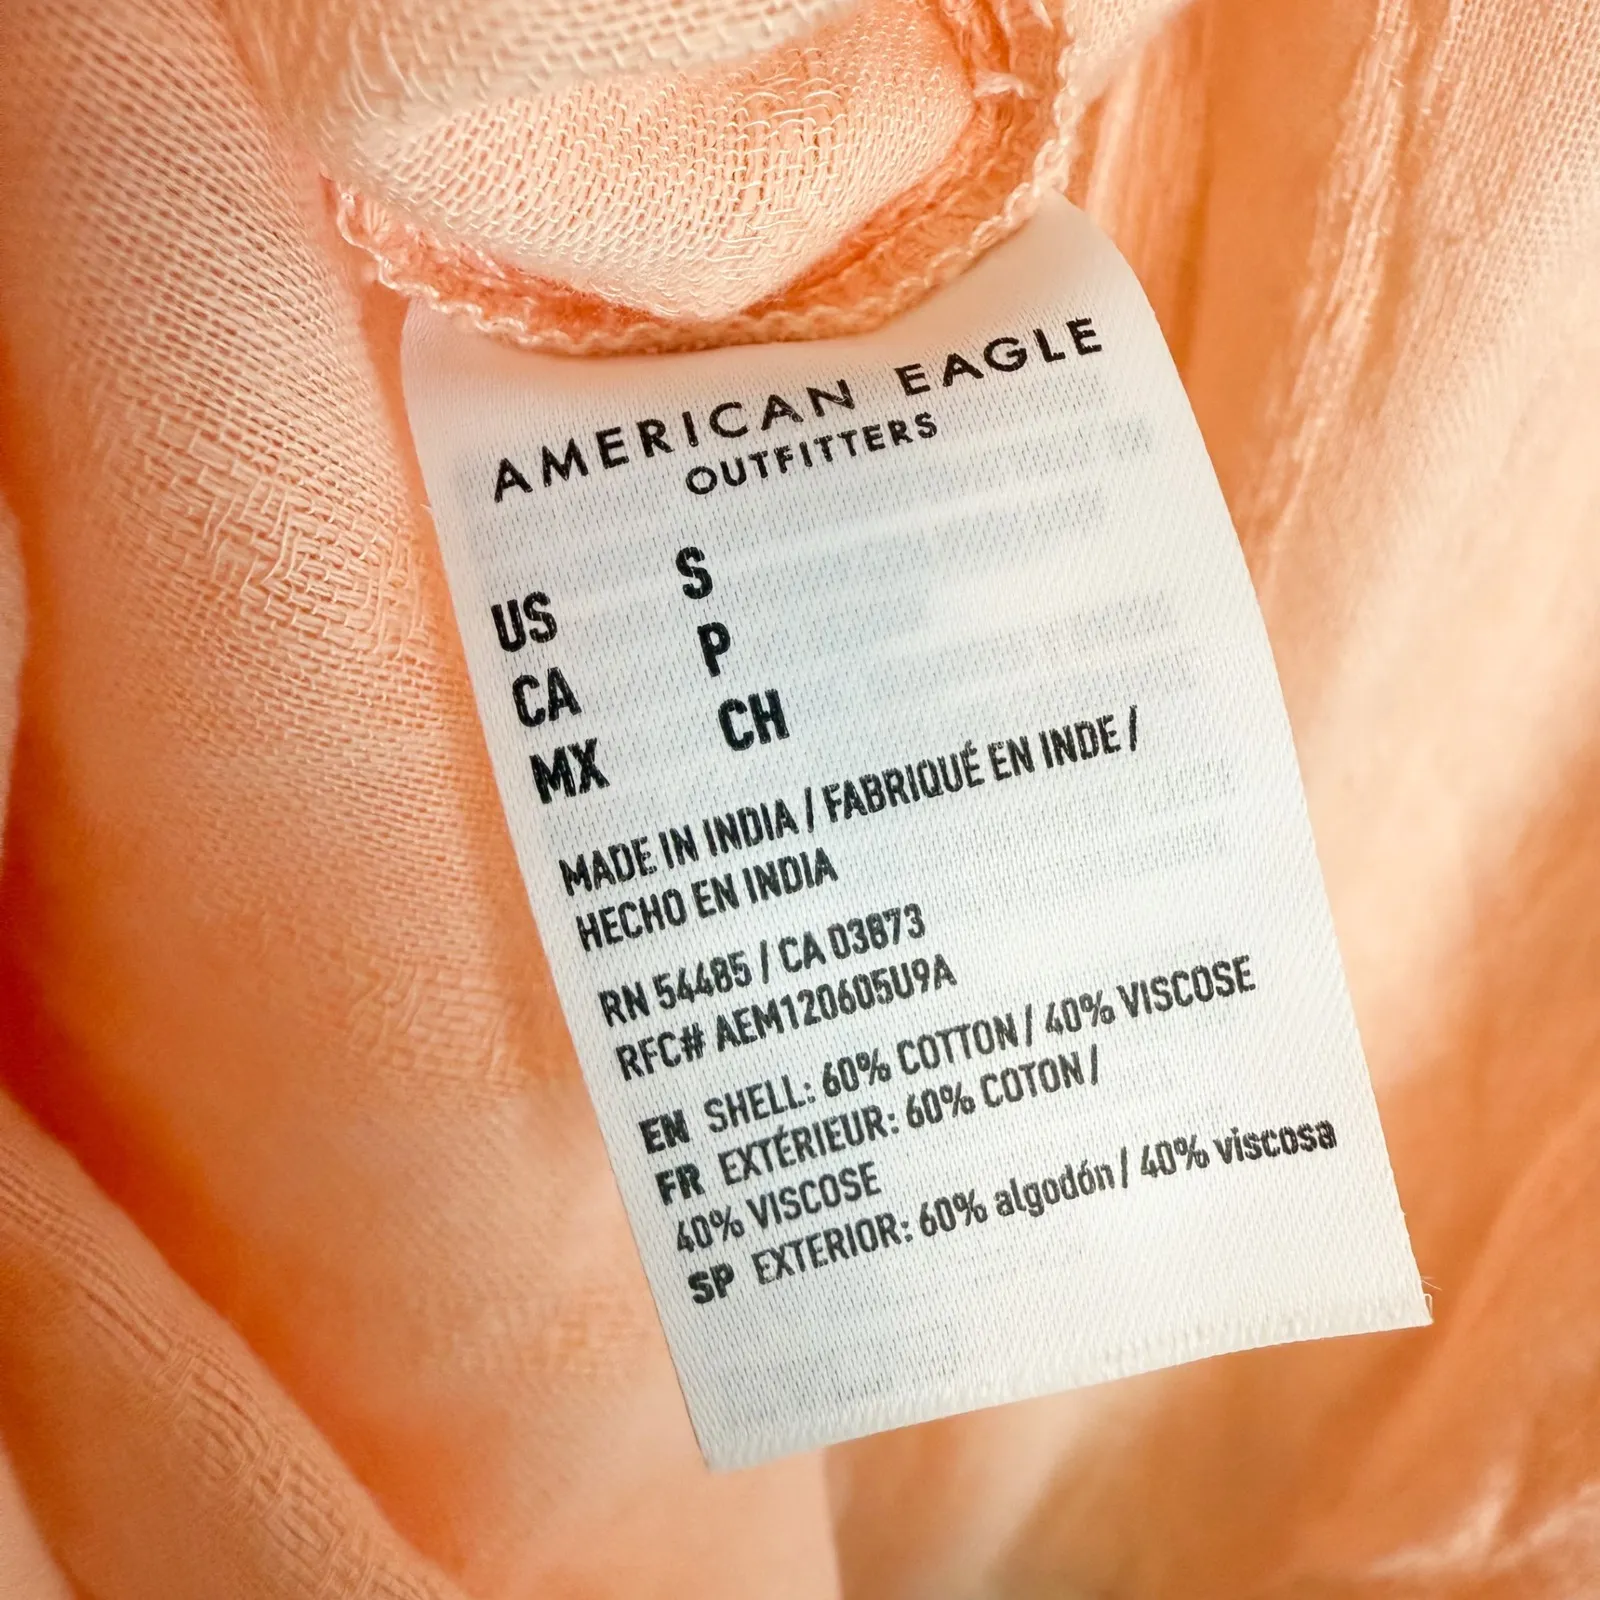 AMERICAN EAGLE
OUTFITTERS
US S
CA P
MX CH
MADE IN INDIA / FABRIQUÉ EN INDE /
HECHO EN INDIA
RN 54485 / CA 03873
RFC# AEM120605U9A
EN SHELL: 60% COTTON / 40% VISCOSE
FR EXTÉRIEUR: 60% COTON /
40% VISCOSE
SP EXTERIOR: 60% algodón / 40% viscosa